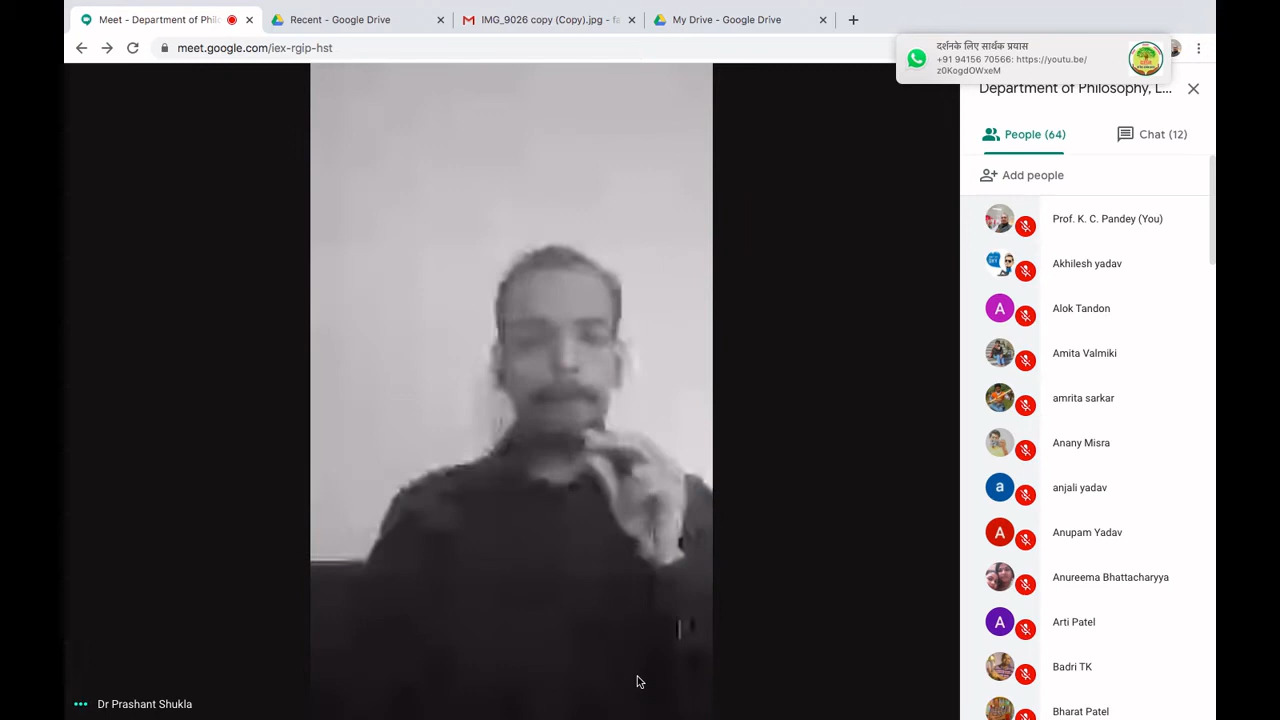 Meet - Department of Philo
Recent - Google Drive
IMG_9026 copy (Copy).jpg - fa
My Drive - Google Drive
meet.google.com/iex-rgip-hst
दर्शनके लिए सार्थक प्रयास
+91 94156 70566: https://youtu.be/
z0KogdOWxeM
Department of Philosophy, L...
People (64)
Chat (12)
Add people
Prof. K. C. Pandey (You)
Akhilesh yadav
A
Alok Tandon
Amita Valmiki
amrita sarkar
Anany Misra
a
anjali yadav
A
Anupam Yadav
Anureema Bhattacharyya
A
Arti Patel
Badri TK
Bharat Patel
Dr Prashant Shukla